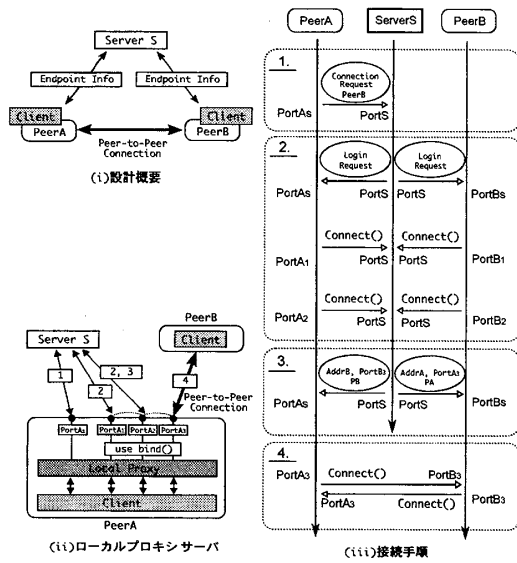 Server S
Endpoint Info
Endpoint Info
Client
PeerA
Client
PeerB
Peer-to-Peer
Connection
(i)設計概要
PeerB
Client
Server S
1
2
2, 3
4
Peer-to-Peer
Connection
PortAs
PortA1
PortA2
PortA3
use bind()
Local Proxy
Client
PeerA
(ii)ローカルプロキシサーバ
PeerA
ServerS
PeerB
1.
Connection
Request
PeerB
PortAs
PortS
2.
Login
Request
Login
Request
PortAs
PortS
PortS
PortBs
Connect()
Connect()
PortA1
PortS
PortS
PortB1
Connect()
Connect()
PortA2
PortS
PortS
PortB2
3.
AddrB, PortB3
PB
AddrA, PortA3
PA
PortAs
PortS
PortS
PortBs
4.
PortA3
Connect()
PortB3
PortA3
Connect()
PortB3
(iii)接続手順